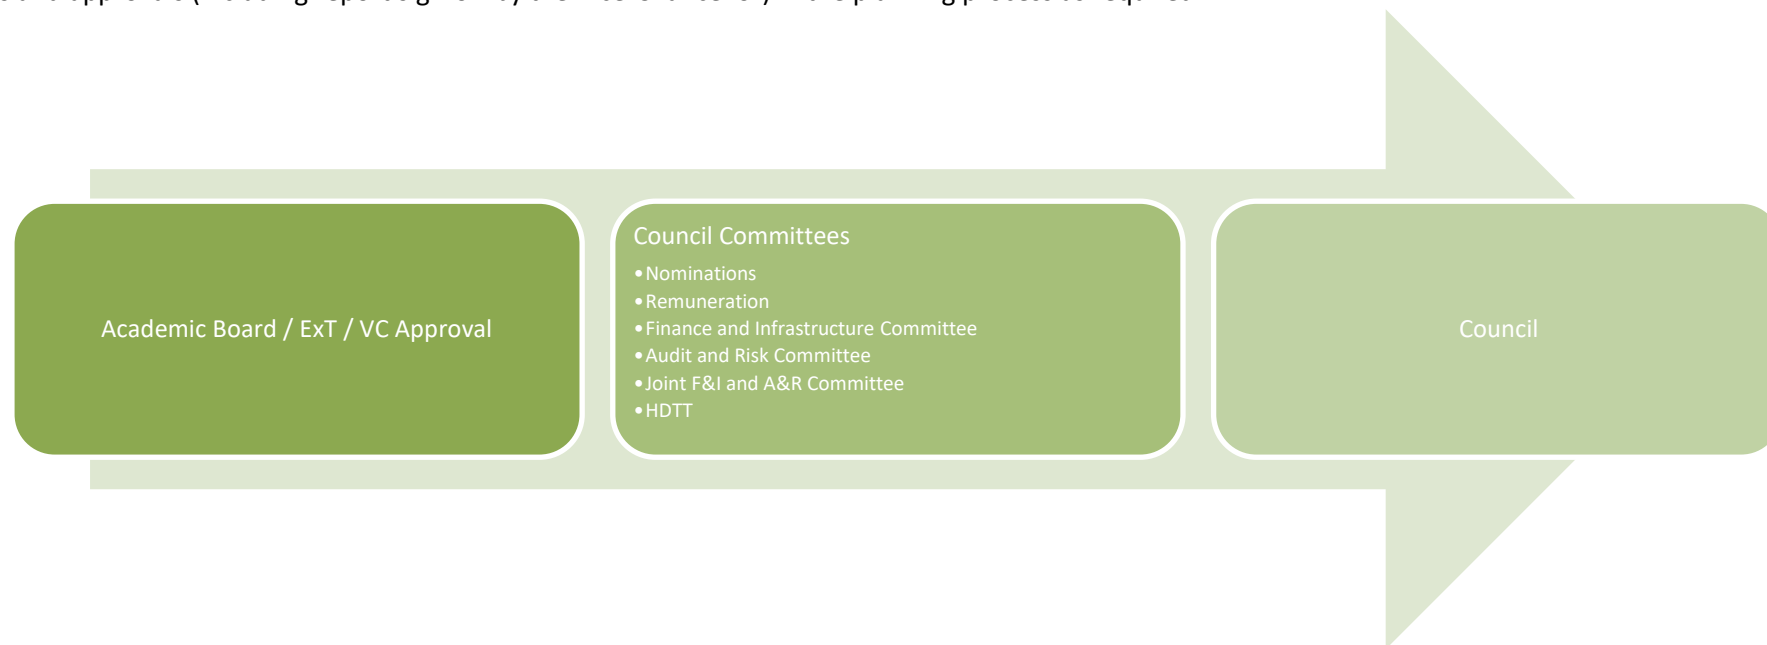 Academic Board / ExT / VC Approval
Council Committees
•Nominations
•Remuneration
•Finance and Infrastructure Committee
•Audit and Risk Committee
•Joint F&I and A&R Committee
•HDTT
Council